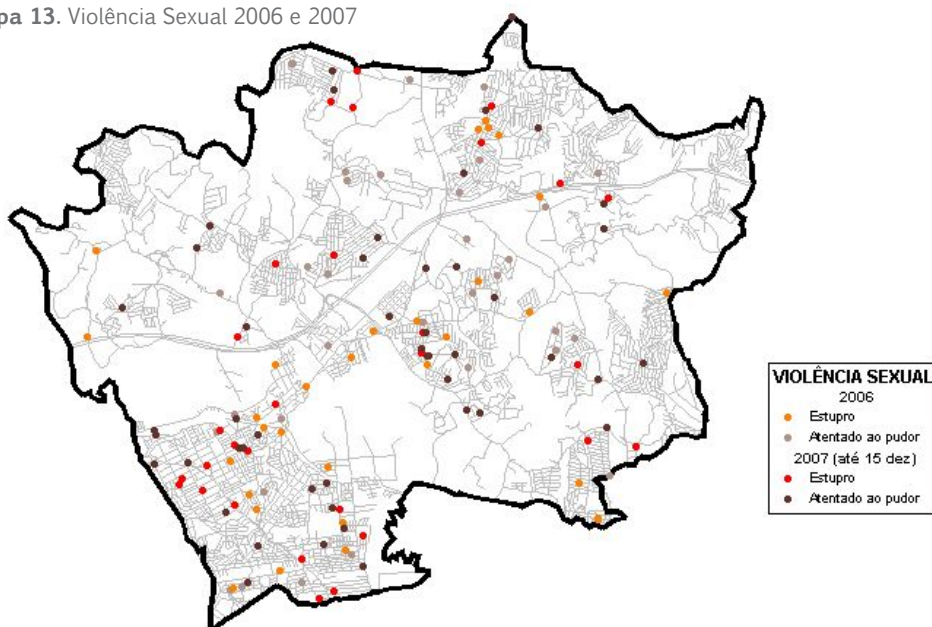 pa 13. Violência Sexual 2006 e 2007
VIOLÊNCIA SEXUAL
2006
Estupro
Atentado ao pudor
2007 (até 15 dez)
Estupro
Atentado ao pudor